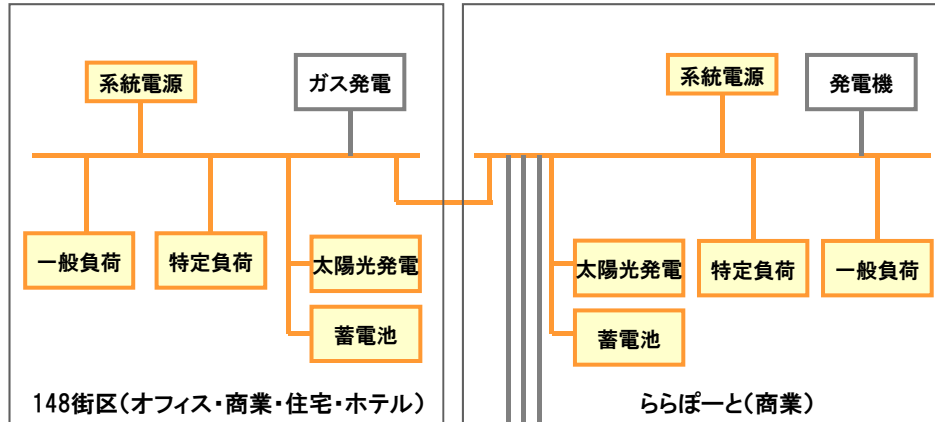 系統電源
ガス発電
一般負荷
特定負荷
太陽光発電
蓄電池
148街区(オフィス・商業・住宅・ホテル)
系統電源
発電機
太陽光発電
特定負荷
一般負荷
蓄電池
ららぽーと(商業)